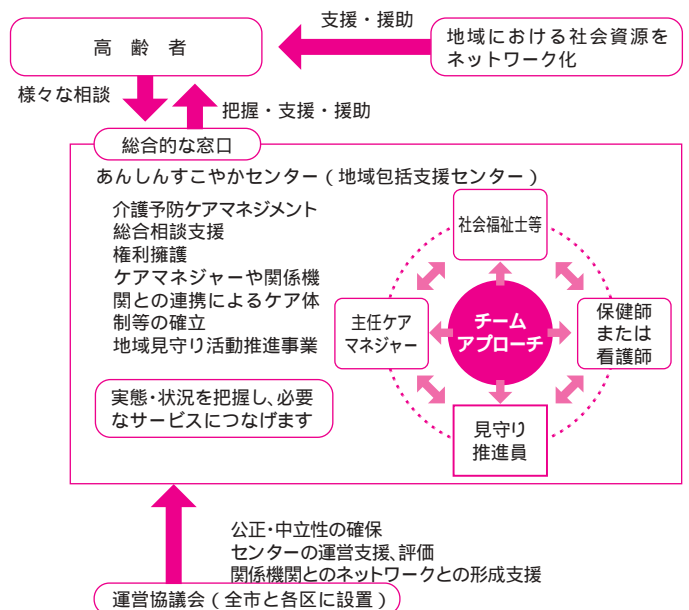 支援・援助
高　齢　者
地域における社会資源を
ネットワーク化
様々な相談
把握・支援・援助
総合的な窓口
あんしんすこやかセンター（地域包括支援センター）
介護予防ケアマネジメント
総合相談支援
権利擁護
ケアマネジャーや関係機
関との連携によるケア体
制等の確立
地域見守り活動推進事業
実態・状況を把握し、必要
なサービスにつなげます
社会福祉士等
主任ケア
マネジャー
チーム
アプローチ
保健師
または
看護師
見守り
推進員
公正・中立性の確保
センターの運営支援、評価
関係機関とのネットワークとの形成支援
運営協議会（全市と各区に設置）